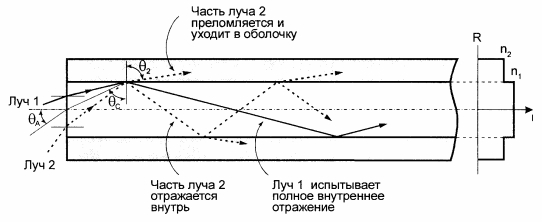 Часть луча 2
преломляется и
уходит в оболочку
R
n₂
n₁
θ₂
Луч 1
θc
θA
n
Луч 2
Часть луча 2
отражается
внутрь
Луч 1 испытывает
полное внутреннее
отражение